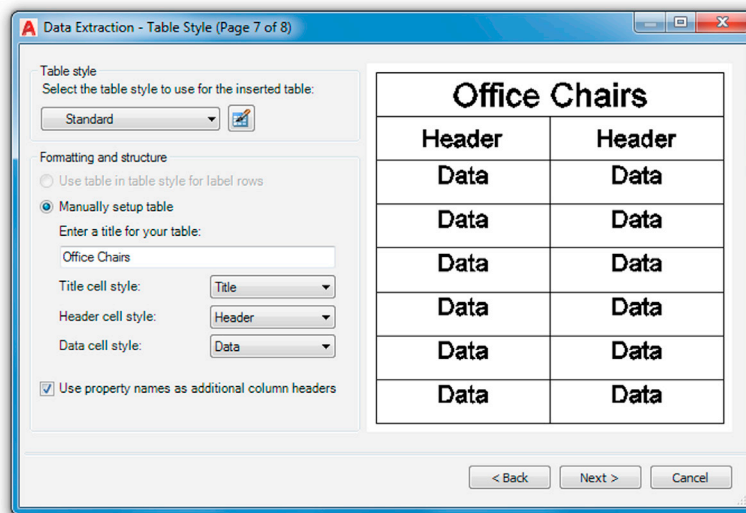 A Data Extraction - Table Style (Page 7 of 8)
Table style
Select the table style to use for the inserted table:
Standard
Formatting and structure
Use table in table style for label rows
Manually setup table
Enter a title for your table:
Office Chairs
Title cell style: Title
Header cell style: Header
Data cell style: Data
Use property names as additional column headers
Office Chairs
Header Header
Data Data
Data Data
Data Data
Data Data
Data Data
Data Data
< Back Next > Cancel